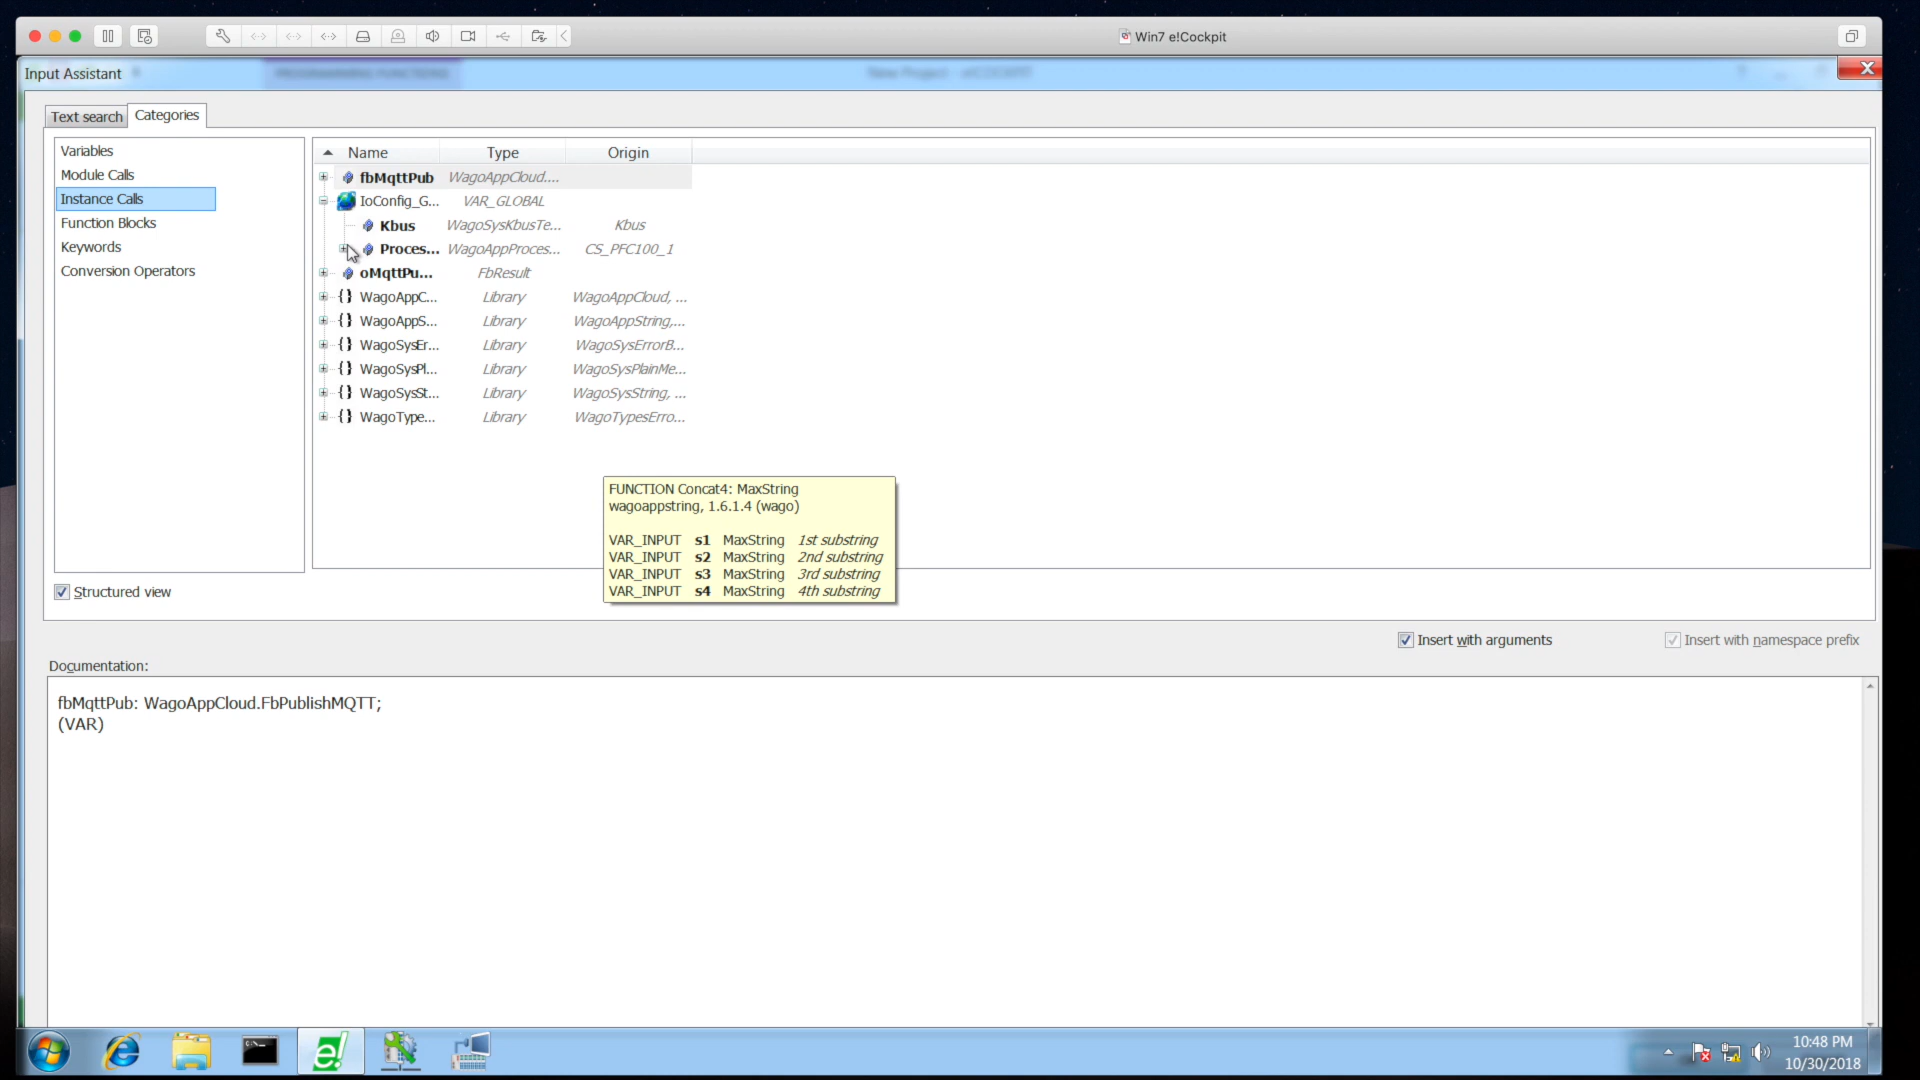 Win7 e!Cockpit
Input Assistant
PROGRAMMING FUNCTIONS
New Project - e!COCKPIT
Text search
Categories
Variables
Module Calls
Instance Calls
Function Blocks
Keywords
Conversion Operators
Name Type Origin
fbMqttPub WagoAppCloud....
IoConfig_G... VAR_GLOBAL
Kbus WagoSysKbusTe... Kbus
Proces... WagoAppProces... CS_PFC100_1
oMqttPu... FbResult
WagoAppC... Library WagoAppCloud, ...
WagoAppS... Library WagoAppString,...
WagoSysEr... Library WagoSysErrorB...
WagoSysPl... Library WagoSysPlainMe...
WagoSysSt... Library WagoSysString, ...
WagoType... Library WagoTypesErro...
FUNCTION Concat4: MaxString
wagoappstring, 1.6.1.4 (wago)
VAR_INPUT s1 MaxString 1st substring
VAR_INPUT s2 MaxString 2nd substring
VAR_INPUT s3 MaxString 3rd substring
VAR_INPUT s4 MaxString 4th substring
Structured view
Insert with arguments
Insert with namespace prefix
Documentation:
fbMqttPub: WagoAppCloud.FbPublishMQTT;
(VAR)
10:48 PM
10/30/2018